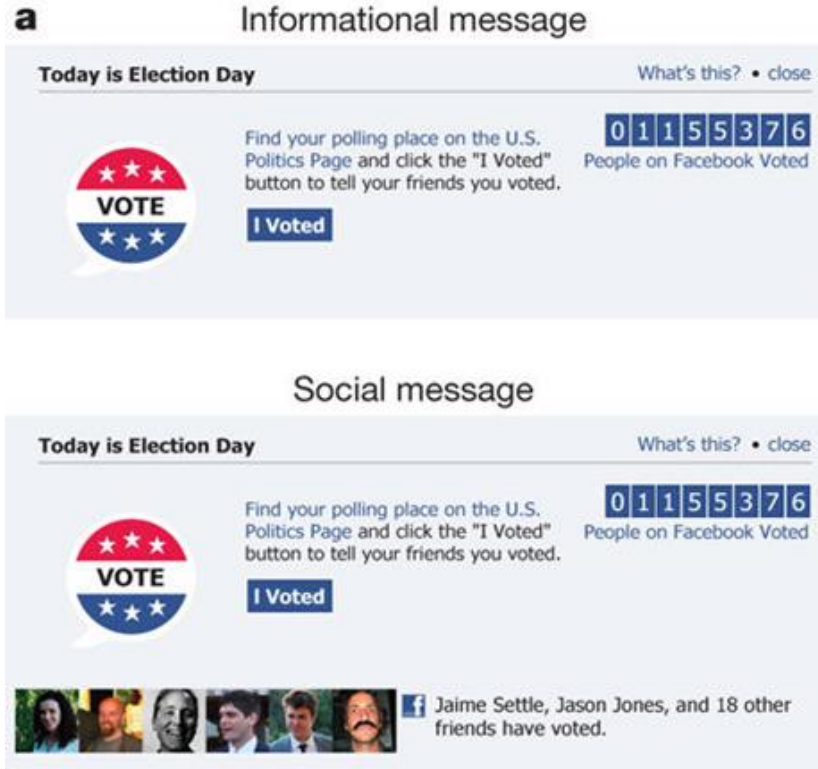 a
Informational message
Today is Election Day
What's this? • close
VOTE
Find your polling place on the U.S.
Politics Page and click the "I Voted"
button to tell your friends you voted.
I Voted
01155376
People on Facebook Voted
Social message
Today is Election Day
What's this? • close
VOTE
Find your polling place on the U.S.
Politics Page and click the "I Voted"
button to tell your friends you voted.
I Voted
01155376
People on Facebook Voted
f
Jaime Settle, Jason Jones, and 18 other
friends have voted.